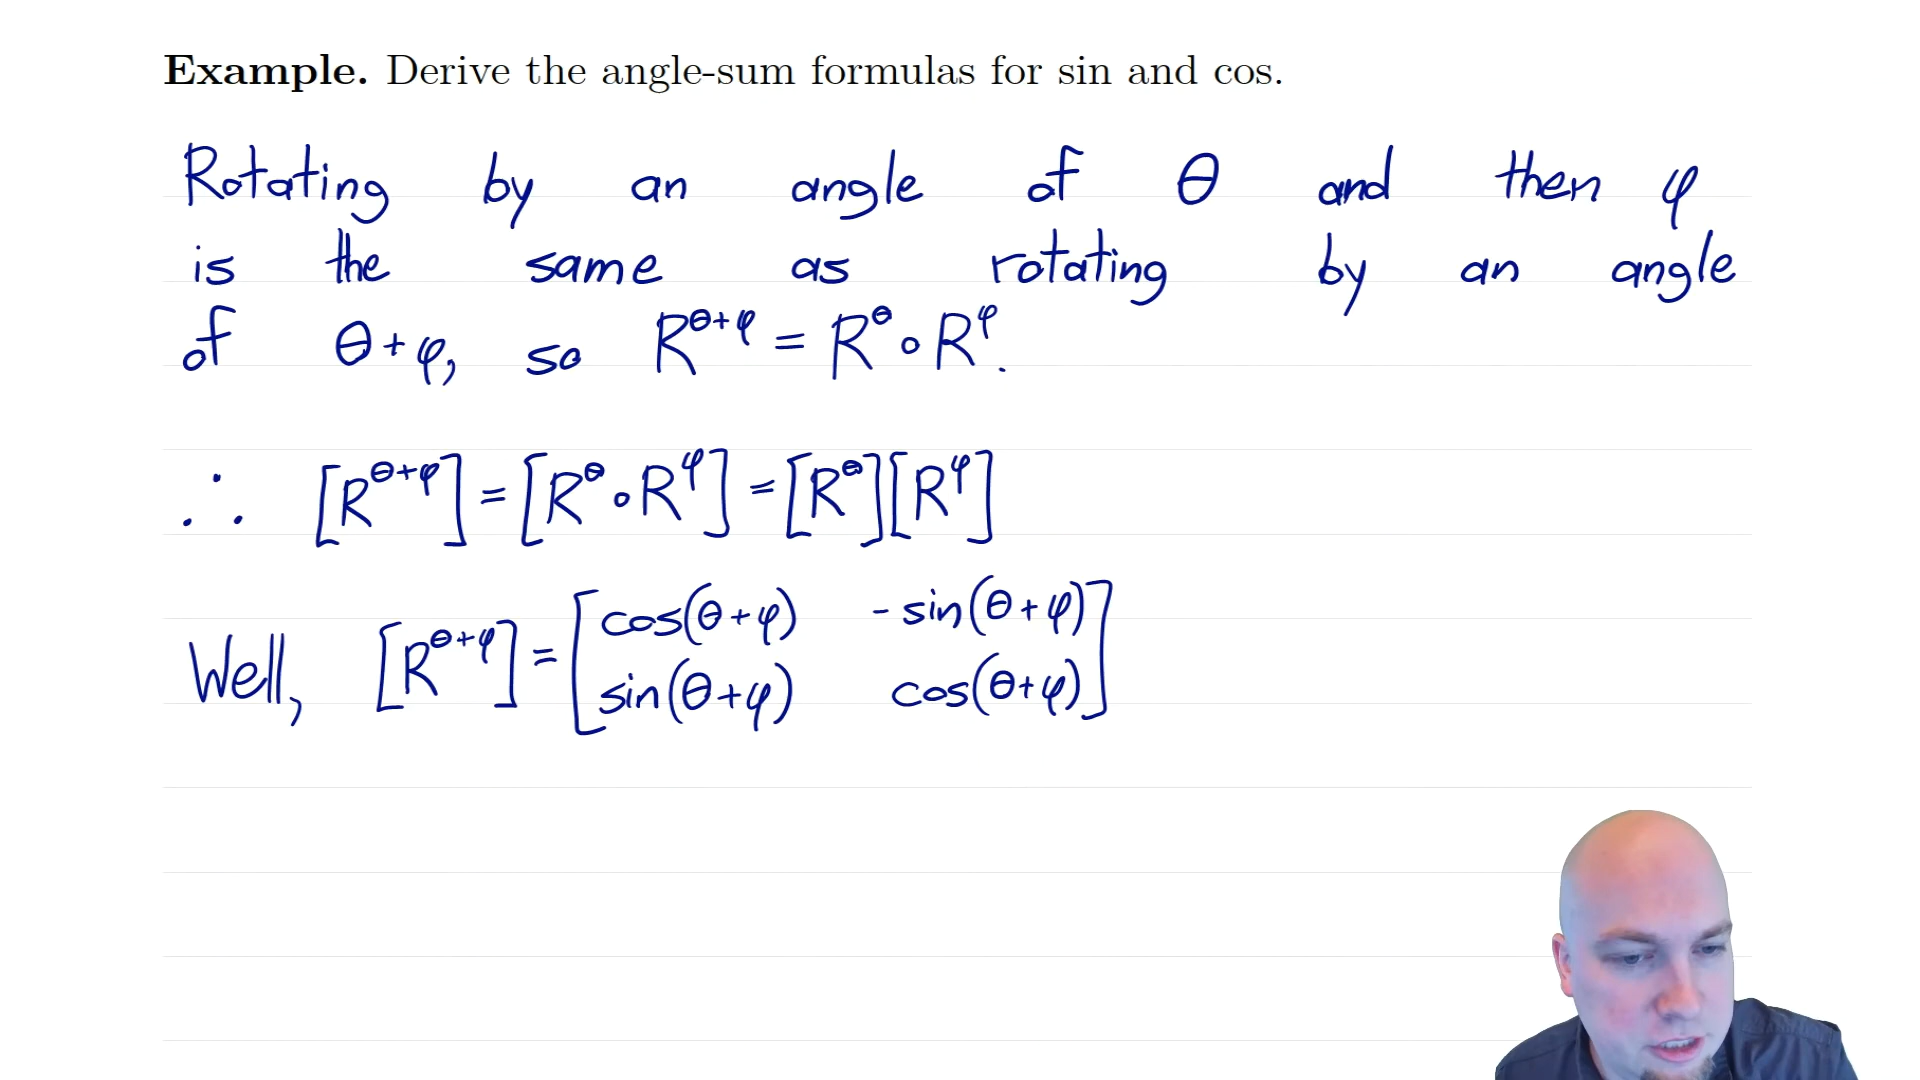 Example. Derive the angle-sum formulas for sin and cos.
Rotating by an angle of θ and then φ
is the same as rotating by an angle
of θ+φ, so R^{θ+φ} = R^θ ∘ R^φ.
∴ [R^{θ+φ}] = [R^θ ∘ R^φ] = [R^θ][R^φ]
Well, [R^{θ+φ}] = [cos(θ+φ) -sin(θ+φ)
sin(θ+φ) cos(θ+φ)]